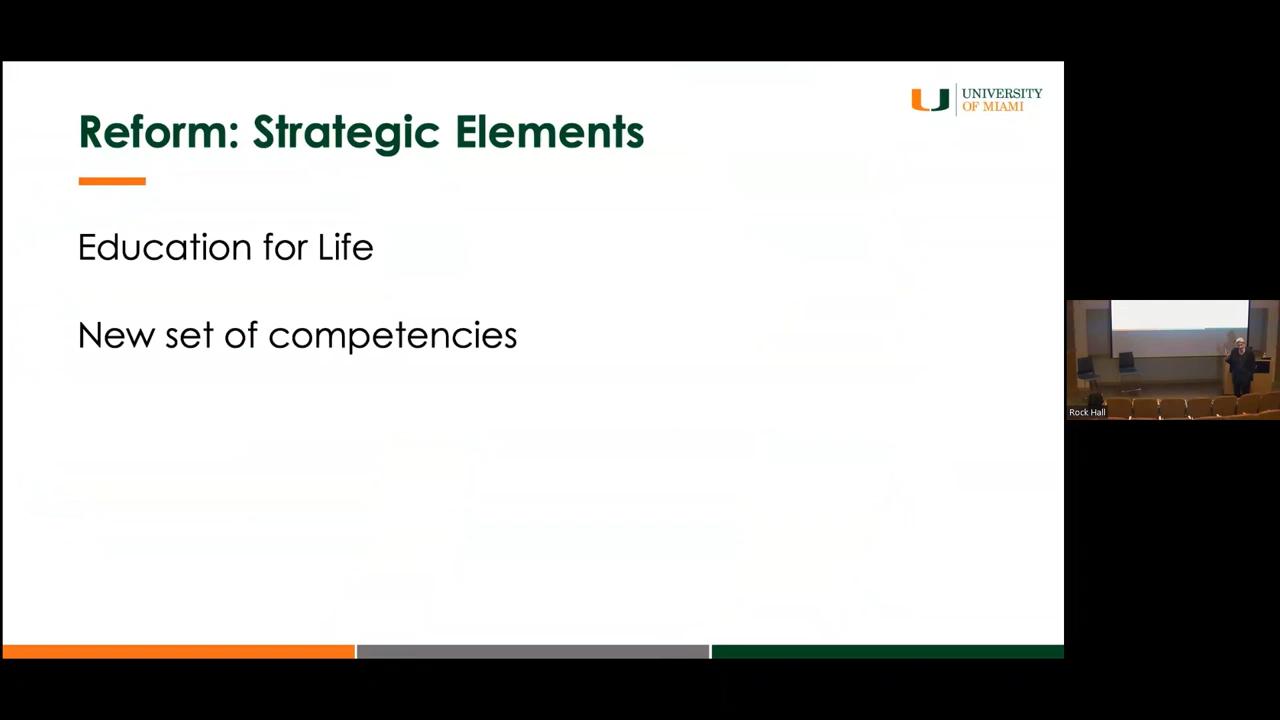 Reform: Strategic Elements
UNIVERSITY
OF MIAMI
Education for Life
New set of competencies
Rock Hall